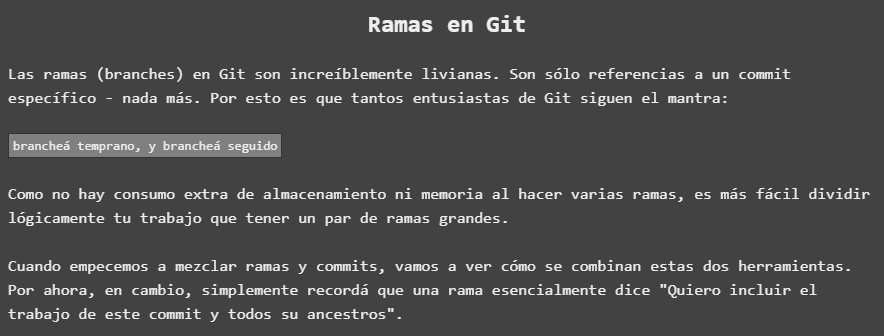 Ramas en Git
Las ramas (branches) en Git son increíblemente livianas. Son sólo referencias a un commit
específico - nada más. Por esto es que tantos entusiastas de Git siguen el mantra:
brancheá temprano, y brancheá seguido
Como no hay consumo extra de almacenamiento ni memoria al hacer varias ramas, es más fácil dividir
lógicamente tu trabajo que tener un par de ramas grandes.
Cuando empecemos a mezclar ramas y commits, vamos a ver cómo se combinan estas dos herramientas.
Por ahora, en cambio, simplemente recordá que una rama esencialmente dice "Quiero incluir el
trabajo de este commit y todos su ancestros".